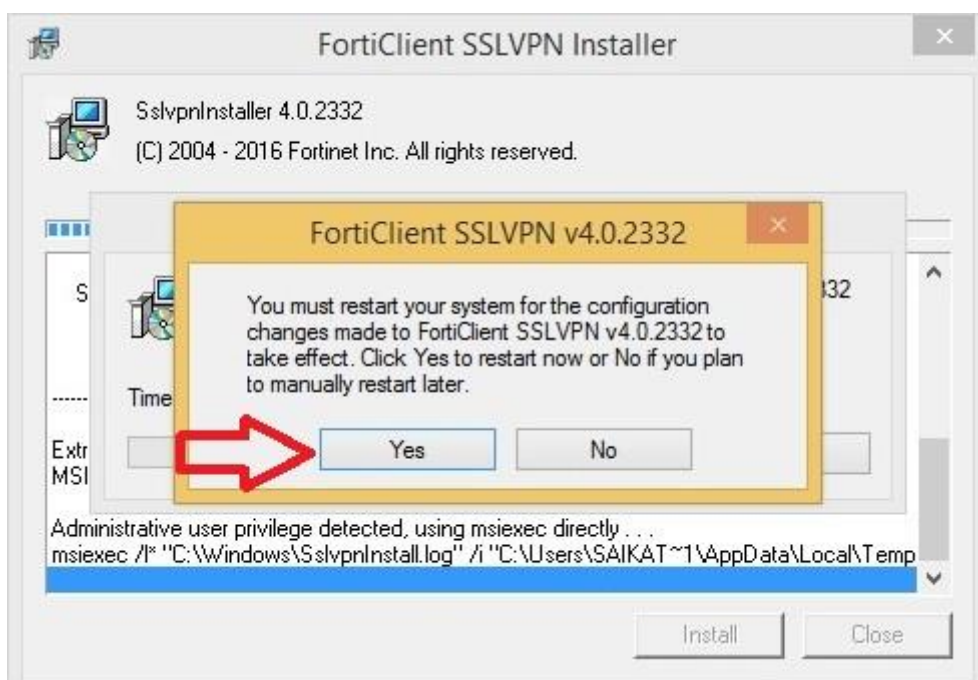 FortiClient SSLVPN Installer
SslvpnInstaller 4.0.2332
(C) 2004 - 2016 Fortinet Inc. All rights reserved.
FortiClient SSLVPN v4.0.2332
You must restart your system for the configuration
changes made to FortiClient SSLVPN v4.0.2332 to
take effect. Click Yes to restart now or No if you plan
to manually restart later.
Yes No
S
332
------ Time
Extr
MSI
Administrative user privilege detected, using msiexec directly . . .
msiexec /l* "C:\Windows\SslvpnInstall.log" /i "C:\Users\SAIKAT~1\AppData\Local\Temp
Install Close